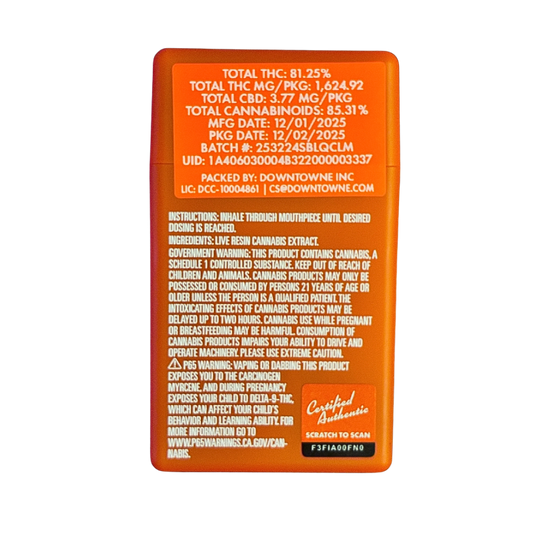 TOTAL THC: 81.25%
TOTAL THC MG/PKG: 1,624.92
TOTAL CBD: 3.77 MG/PKG
TOTAL CANNABINOIDS: 85.31%
MFG DATE: 12/01/2025
PKG DATE: 12/02/2025
BATCH #: 253224SBLQCLM
UID: 1A406030004B322000003337
PACKED BY: DOWNTOWNE INC
LIC: DCC-10004861 | CS@DOWNTOWNE.COM
INSTRUCTIONS: INHALE THROUGH MOUTHPIECE UNTIL DESIRED
DOSING IS REACHED.
INGREDIENTS: LIVE RESIN CANNABIS EXTRACT.
GOVERNMENT WARNING: THIS PRODUCT CONTAINS CANNABIS, A
SCHEDULE 1 CONTROLLED SUBSTANCE. KEEP OUT OF REACH OF
CHILDREN AND ANIMALS. CANNABIS PRODUCTS MAY ONLY BE
POSSESSED OR CONSUMED BY PERSONS 21 YEARS OF AGE OR
OLDER UNLESS THE PERSON IS A QUALIFIED PATIENT. THE
INTOXICATING EFFECTS OF CANNABIS PRODUCTS MAY BE
DELAYED UP TO TWO HOURS. CANNABIS USE WHILE PREGNANT
OR BREASTFEEDING MAY BE HARMFUL. CONSUMPTION OF
CANNABIS PRODUCTS IMPAIRS YOUR ABILITY TO DRIVE AND
OPERATE MACHINERY. PLEASE USE EXTREME CAUTION.
⚠ P65 WARNING: VAPING OR DABBING THIS PRODUCT
EXPOSES YOU TO THE CARCINOGEN
MYRCENE, AND DURING PREGNANCY
EXPOSES YOUR CHILD TO DELTA-9-THC,
WHICH CAN AFFECT YOUR CHILD'S
BEHAVIOR AND LEARNING ABILITY. FOR
MORE INFORMATION GO TO
WWW.P65WARNINGS.CA.GOV/CAN-
NABIS.
Certified
Authentic
SCRATCH TO SCAN
F3FIA00FN0